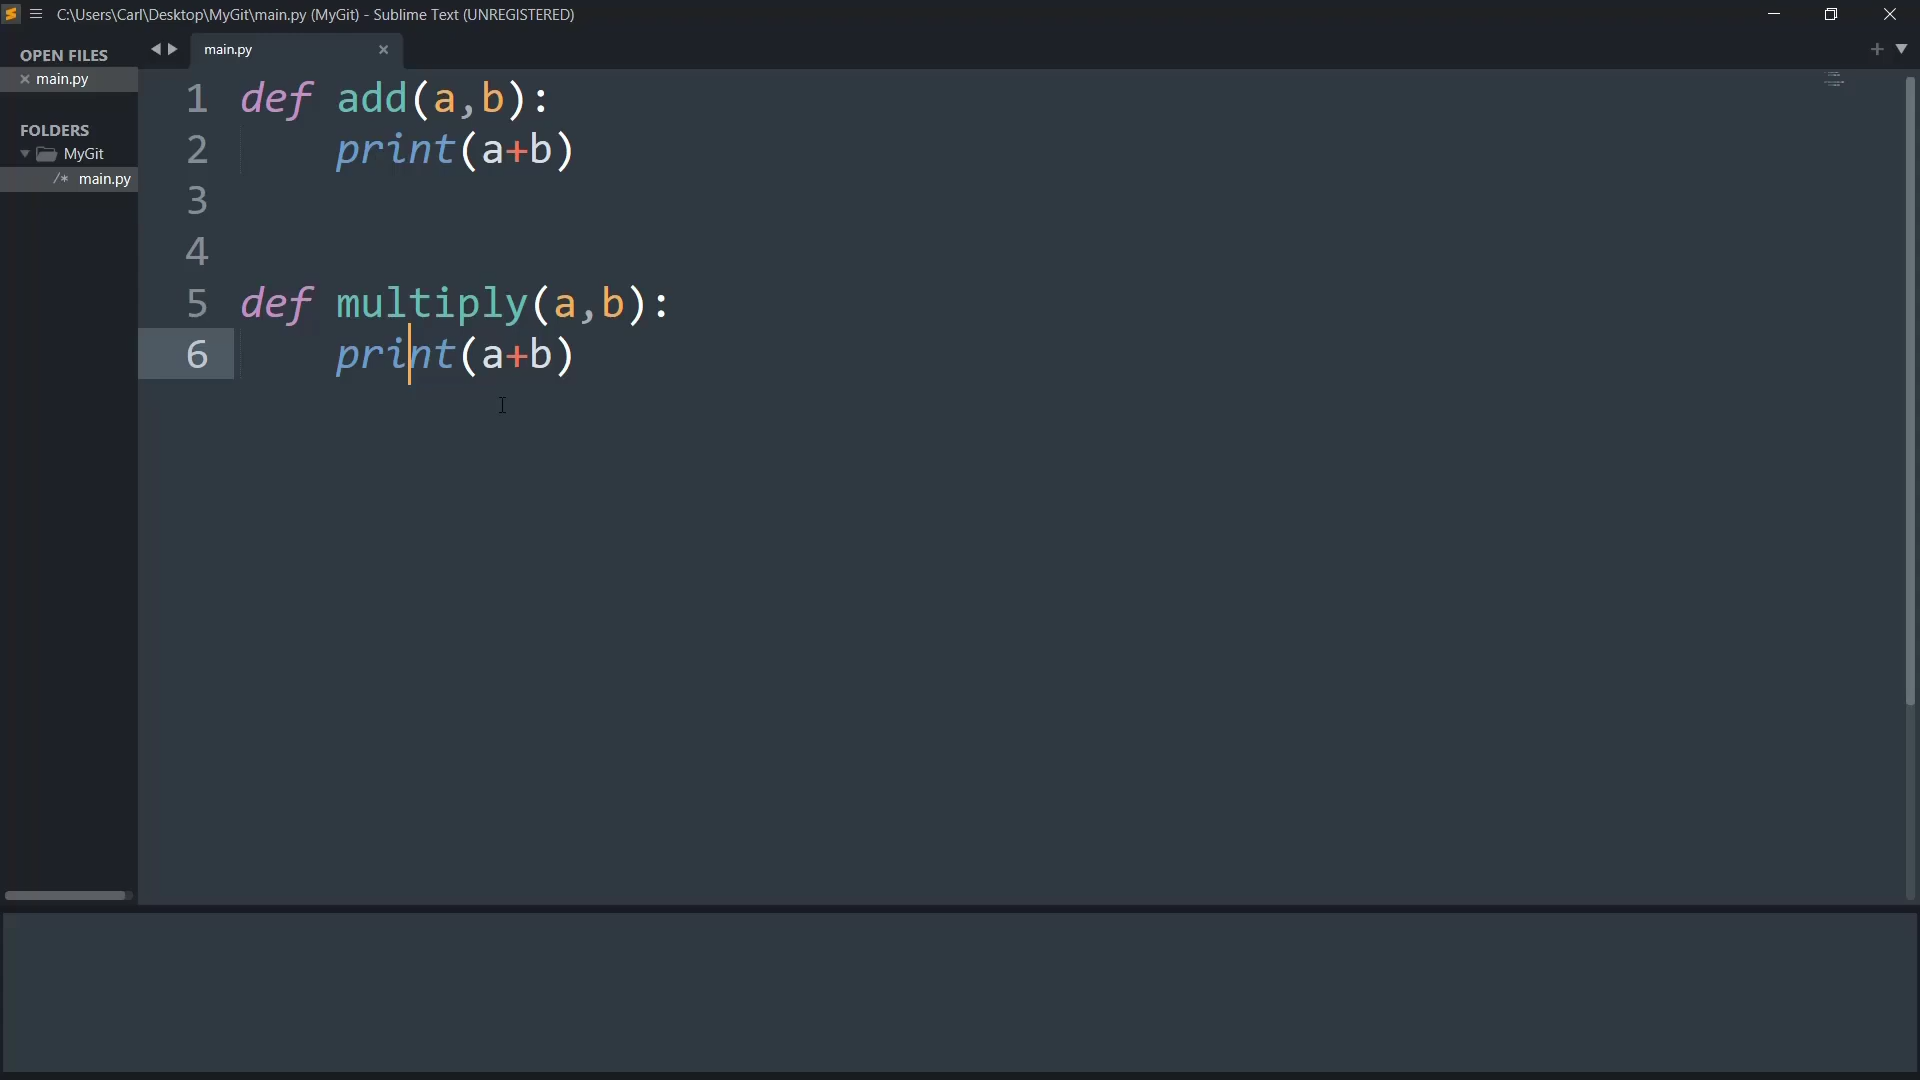 C:\Users\Carl\Desktop\MyGit\main.py (MyGit) - Sublime Text (UNREGISTERED)
OPEN FILES
main.py
FOLDERS
MyGit
/* main.py
main.py
1 def add(a,b):
2     print(a+b)
3
4
5 def multiply(a,b):
6     print(a+b)